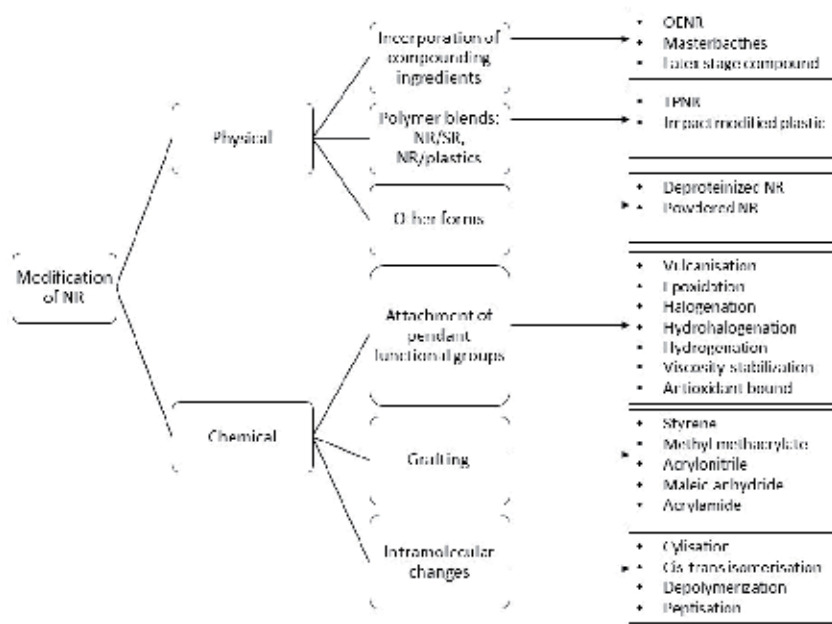 Modification
of NR
Physical
Incorporation of
compounding
ingredients
OENR
Masterbacthes
Latex stage compound
Polymer blends:
NR/SR,
NR/plastics
TPNR
Impact modified plastic
Other forms
Deproteinized NR
Powdered NR
Chemical
Attachment of
pendant
functional groups
Vulcanisation
Epoxidation
Halogenation
Hydrohalogenation
Hydrogenation
Viscosity stabilization
Antioxidant bound
Grafting
Styrene
Methyl methacrylate
Acrylonitrile
Maleic anhydride
Acrylamide
Intramolecular
changes
Cylisation
Cis-trans isomerisation
Depolymerization
Peptisation